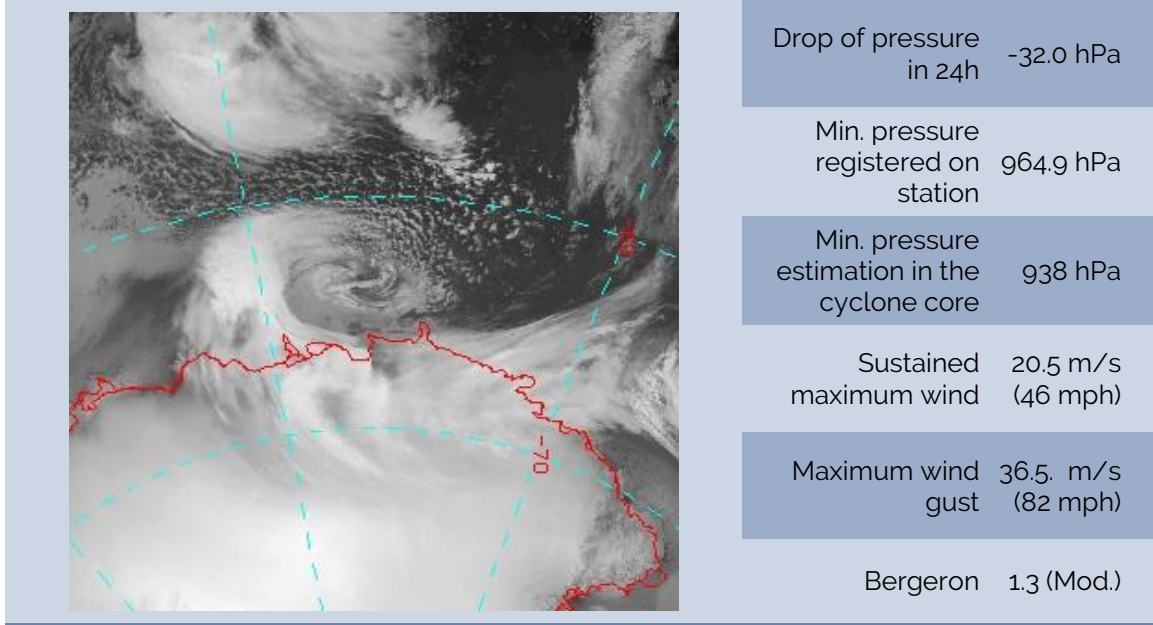 Drop of pressure
in 24h
-32.0 hPa
Min. pressure
registered on
station
964.9 hPa
Min. pressure
estimation in the
cyclone core
938 hPa
Sustained
maximum wind
20.5 m/s
(46 mph)
Maximum wind
gust
36.5. m/s
(82 mph)
Bergeron
1.3 (Mod.)
-70